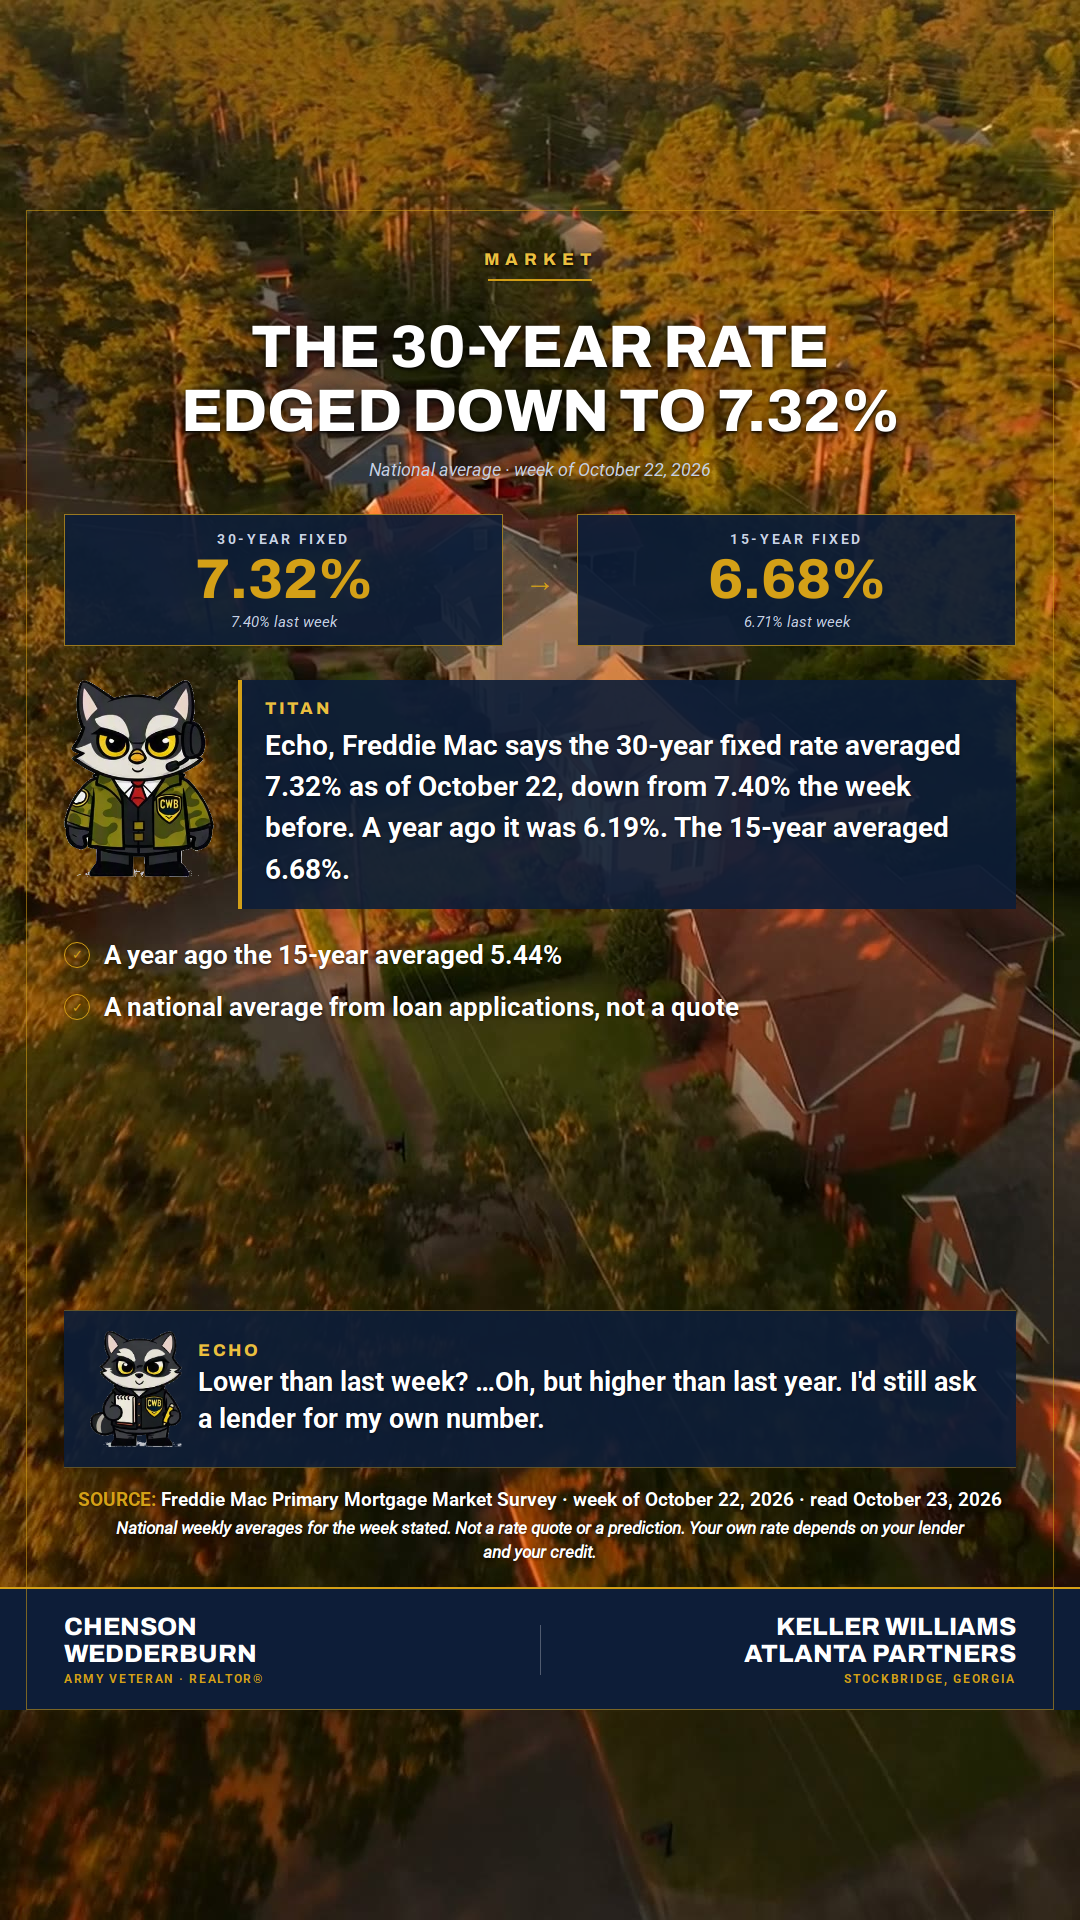 MARKET
THE 30-YEAR RATE
EDGED DOWN TO 7.32%
National average · week of October 22, 2026
30-YEAR FIXED
7.32%
7.40% last week
→
15-YEAR FIXED
6.68%
6.71% last week
TITAN
Echo, Freddie Mac says the 30-year fixed rate averaged
7.32% as of October 22, down from 7.40% the week
before. A year ago it was 6.19%. The 15-year averaged
6.68%.
CWB
✓ A year ago the 15-year averaged 5.44%
✓ A national average from loan applications, not a quote
ECHO
Lower than last week? ...Oh, but higher than last year. I'd still ask
a lender for my own number.
CWB
SOURCE: Freddie Mac Primary Mortgage Market Survey · week of October 22, 2026 · read October 23, 2026
National weekly averages for the week stated. Not a rate quote or a prediction. Your own rate depends on your lender
and your credit.
CHENSON
WEDDERBURN
ARMY VETERAN · REALTOR®
KELLER WILLIAMS
ATLANTA PARTNERS
STOCKBRIDGE, GEORGIA